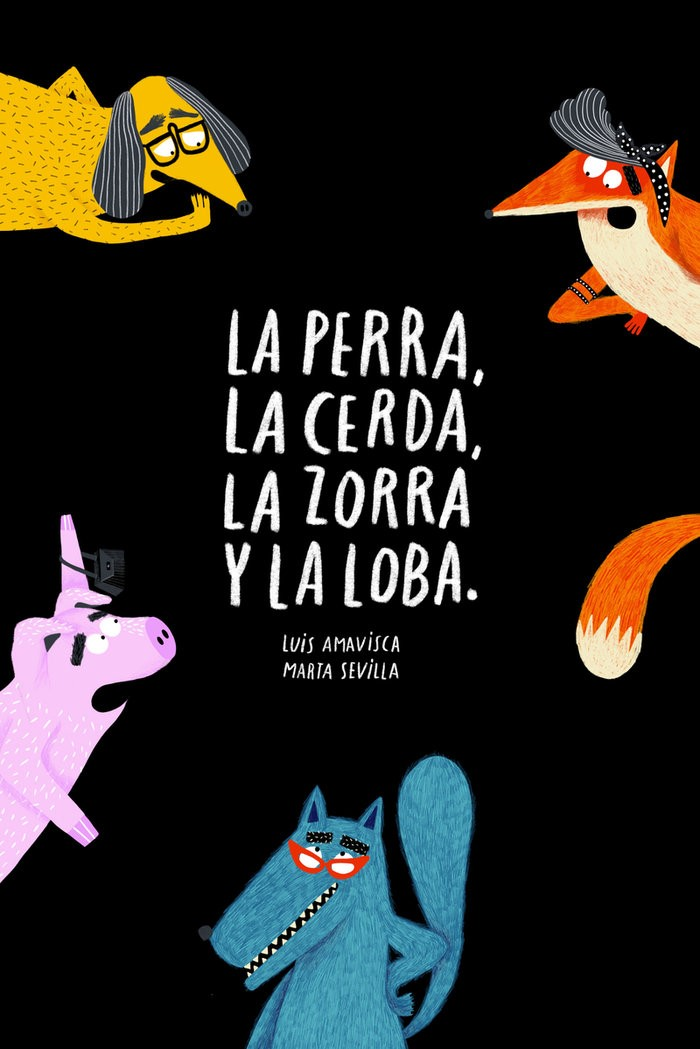 LA PERRA,
LA CERDA,
LA ZORRA
Y LA LOBA.
LUIS AMAVISCA
MARTA SEVILLA